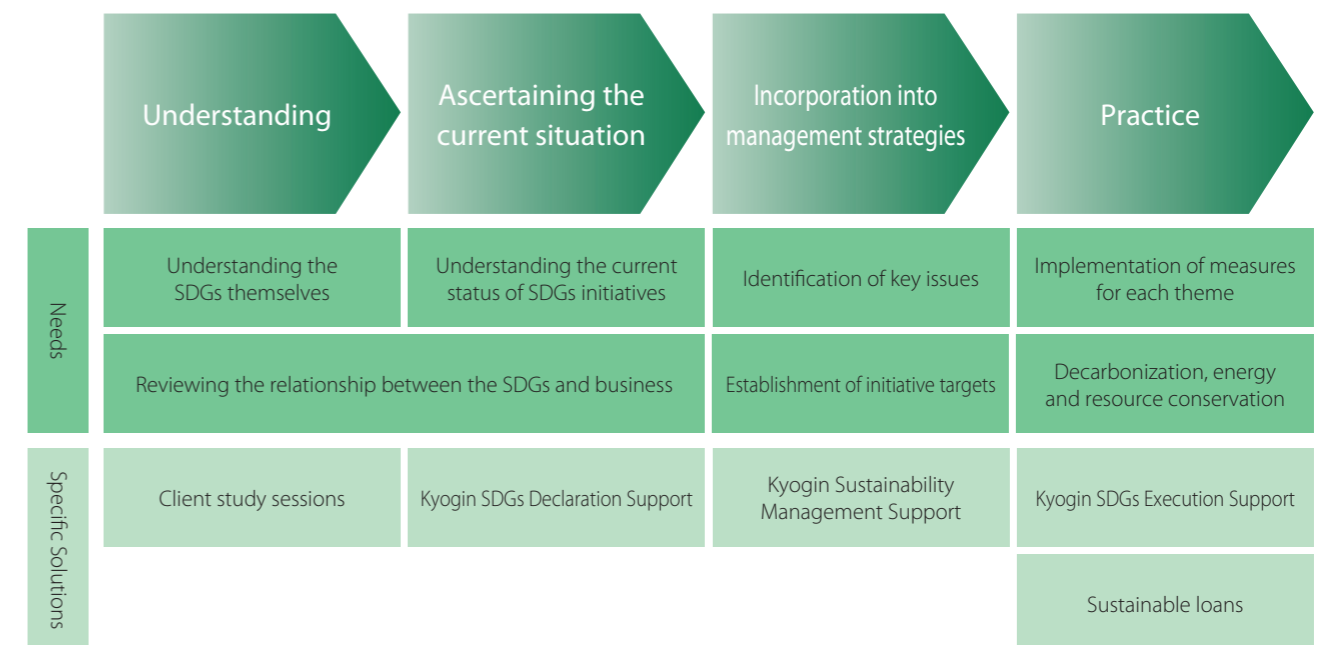 Understanding
Ascertaining the
current situation
Incorporation into
management strategies
Practice
Needs
Understanding the
SDGs themselves
Understanding the current
status of SDGs initiatives
Identification of key issues
Implementation of measures
for each theme
Reviewing the relationship between the SDGs and business
Establishment of initiative targets
Decarbonization, energy
and resource conservation
Specific Solutions
Client study sessions
Kyogin SDGs Declaration Support
Kyogin Sustainability
Management Support
Kyogin SDGs Execution Support
Sustainable loans